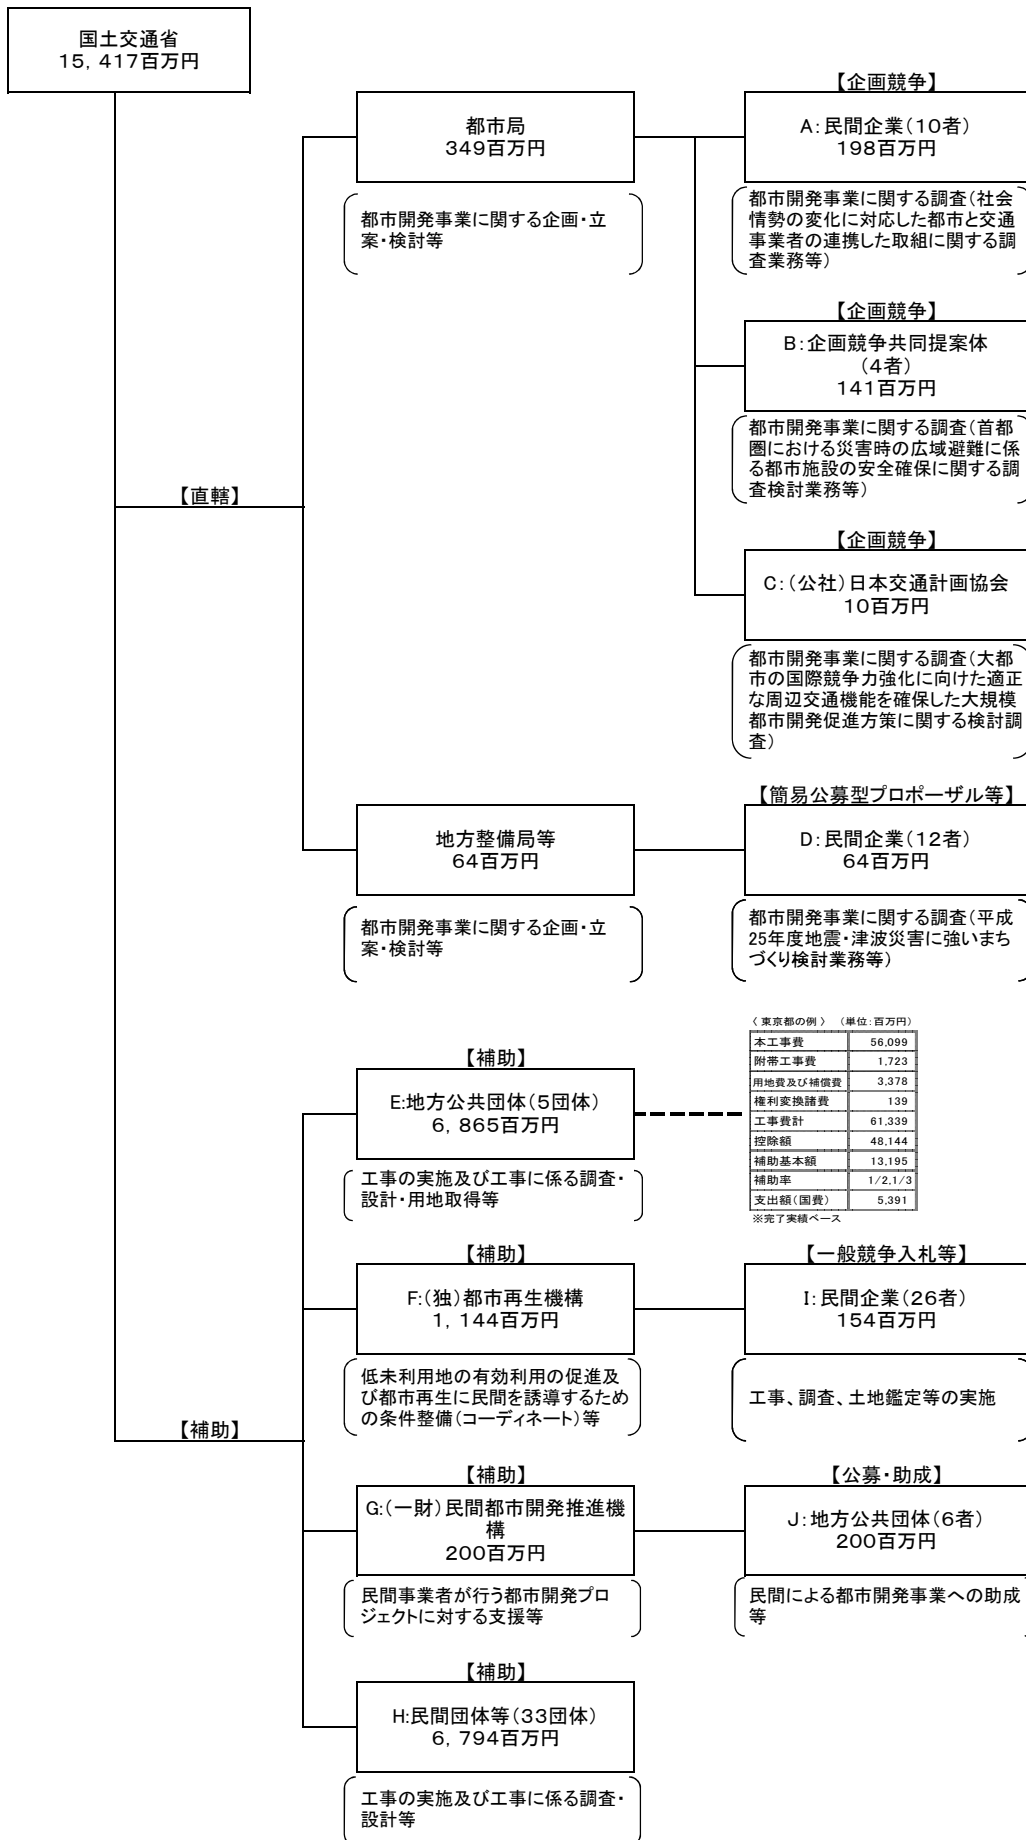 国土交通省
15,417百万円
【企画競争】
都市局
349百万円
A:民間企業(10者)
198百万円
都市開発事業に関する企画・立
案・検討等
都市開発事業に関する調査(社会
情勢の変化に対応した都市と交通
事業者の連携した取組に関する調
査業務等)
【企画競争】
B:企画競争共同提案体
(4者)
141百万円
都市開発事業に関する調査(首都
圏における災害時の広域避難に係
る都市施設の安全確保に関する調
査検討業務等)
【直轄】
【企画競争】
C:(公社)日本交通計画協会
10百万円
都市開発事業に関する調査(大都
市の国際競争力強化に向けた適正
な周辺交通機能を確保した大規模
都市開発促進方策に関する検討調
査)
【簡易公募型プロポーザル等】
地方整備局等
64百万円
D:民間企業(12者)
64百万円
都市開発事業に関する企画・立
案・検討等
都市開発事業に関する調査(平成
25年度地震・津波災害に強いまち
づくり検討業務等)
〈 東京都の例 〉 (単位:百万円)
本工事費 56,099
附帯工事費 1,723
用地費及び補償費 3,378
権利変換諸費 139
工事費計 61,339
控除額 48,144
補助基本額 13,195
補助率 1/2,1/3
支出額(国費) 5,391
※完了実績ベース
【補助】
E:地方公共団体(5団体)
6,865百万円
工事の実施及び工事に係る調査・
設計・用地取得等
【補助】
F:(独)都市再生機構
1,144百万円
【一般競争入札等】
I:民間企業(26者)
154百万円
低未利用地の有効利用の促進及
び都市再生に民間を誘導するため
の条件整備(コーディネート)等
工事、調査、土地鑑定等の実施
【補助】
【補助】
G:(一財)民間都市開発推進機
構
200百万円
【公募・助成】
J:地方公共団体(6者)
200百万円
民間事業者が行う都市開発プロ
ジェクトに対する支援等
民間による都市開発事業への助成
等
【補助】
H:民間団体等(33団体)
6,794百万円
工事の実施及び工事に係る調査・
設計等